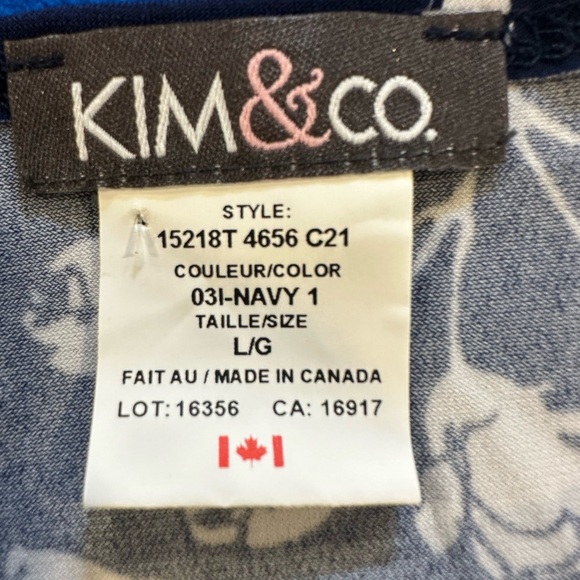 KIM&CO.
STYLE:
15218T 4656 C21
COULEUR/COLOR
03I-NAVY 1
TAILLE/SIZE
L/G
FAIT AU / MADE IN CANADA
LOT: 16356 CA: 16917